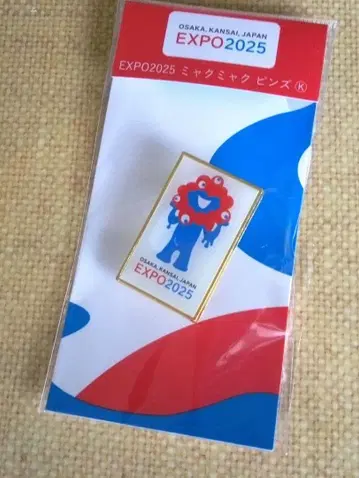 OSAKA, KANSAI, JAPAN
EXPO2025
EXPO2025 ミャクミャク ピンズ Ⓚ
OSAKA, KANSAI, JAPAN
EXPO2025